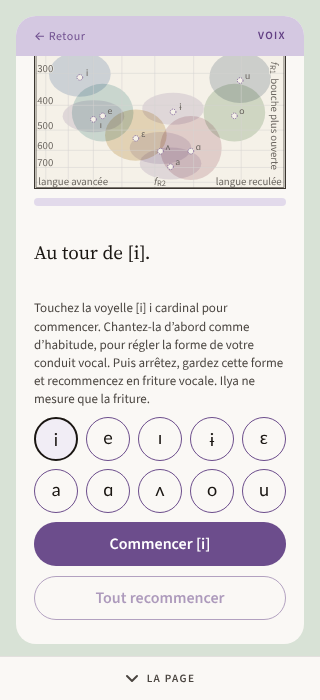 ← Retour VOIX
300
400
500
600
700
i
u
e
ɪ
ɨ
o
ɛ
ʌ
ɑ
a
fR1 bouche plus ouverte
langue avancée fR2 langue reculée
Au tour de [i].
Touchez la voyelle [i] i cardinal pour
commencer. Chantez-la d’abord comme
d’habitude, pour régler la forme de votre
conduit vocal. Puis arrêtez, gardez cette forme
et recommencez en friture vocale. Ilya ne
mesure que la friture.
i e ɪ ɨ ɛ
a ɑ ʌ o u
Commencer [i]
Tout recommencer
LA PAGE